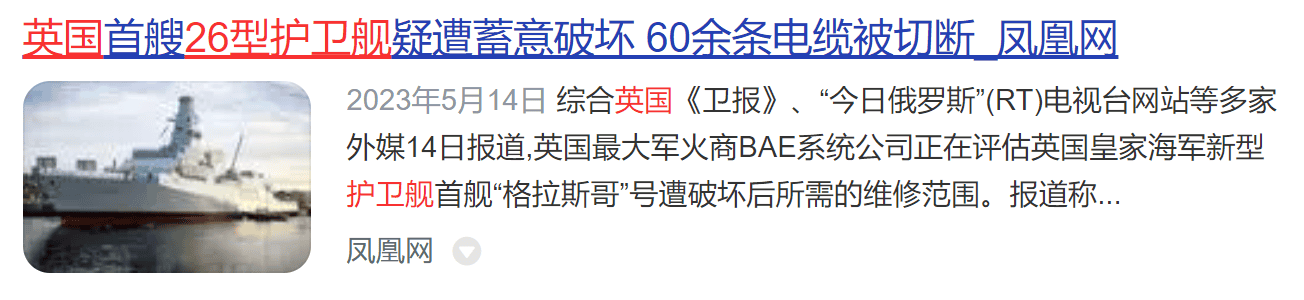 英国首艘26型护卫舰疑遭蓄意破坏 60余条电缆被切断_凤凰网
2023年5月14日 综合英国《卫报》、“今日俄罗斯”(RT)电视台网站等多家
外媒14日报道,英国最大军火商BAE系统公司正在评估英国皇家海军新型
护卫舰首舰“格拉斯哥”号遭破坏后所需的维修范围。报道称...
凤凰网